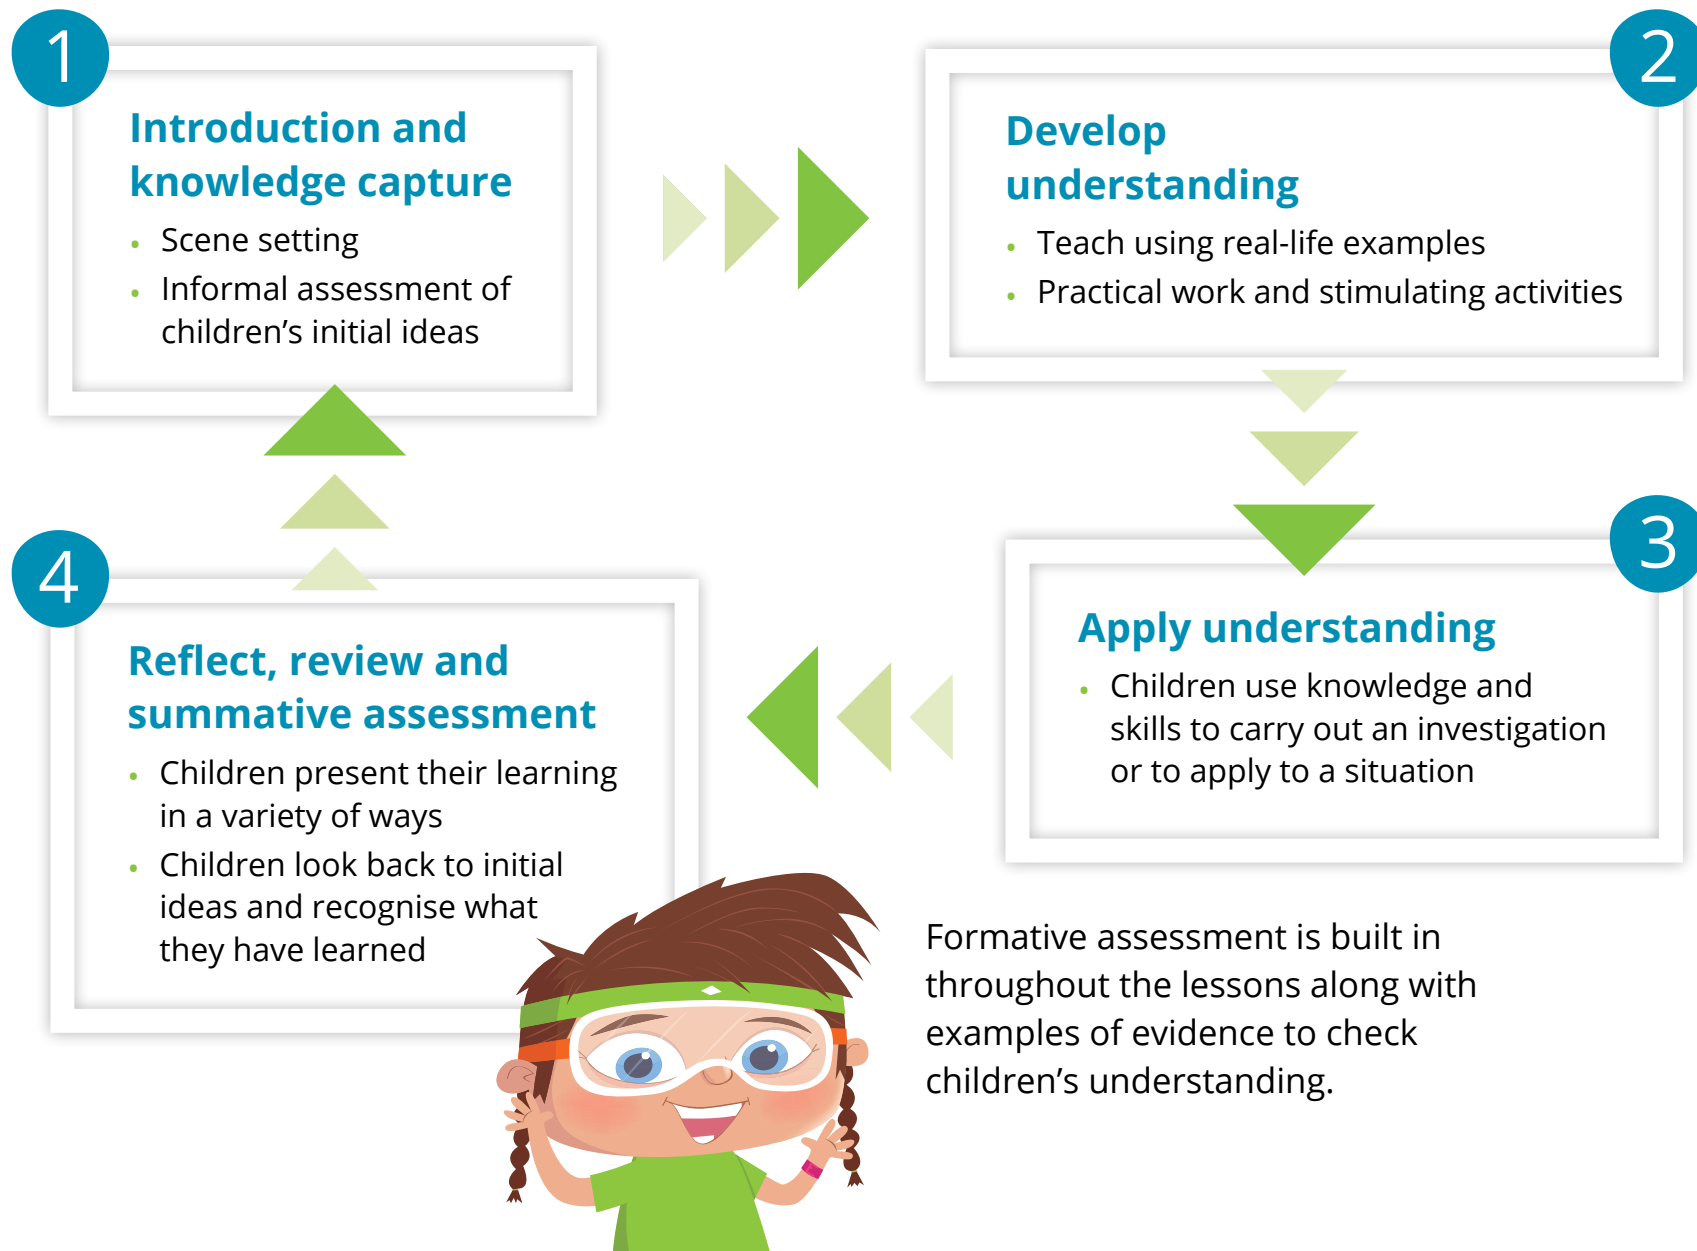 1
Introduction and
knowledge capture
• Scene setting
• Informal assessment of
children’s initial ideas
2
Develop
understanding
• Teach using real-life examples
• Practical work and stimulating activities
3
Apply understanding
• Children use knowledge and
skills to carry out an investigation
or to apply to a situation
4
Reflect, review and
summative assessment
• Children present their learning
in a variety of ways
• Children look back to initial
ideas and recognise what
they have learned
Formative assessment is built in
throughout the lessons along with
examples of evidence to check
children’s understanding.